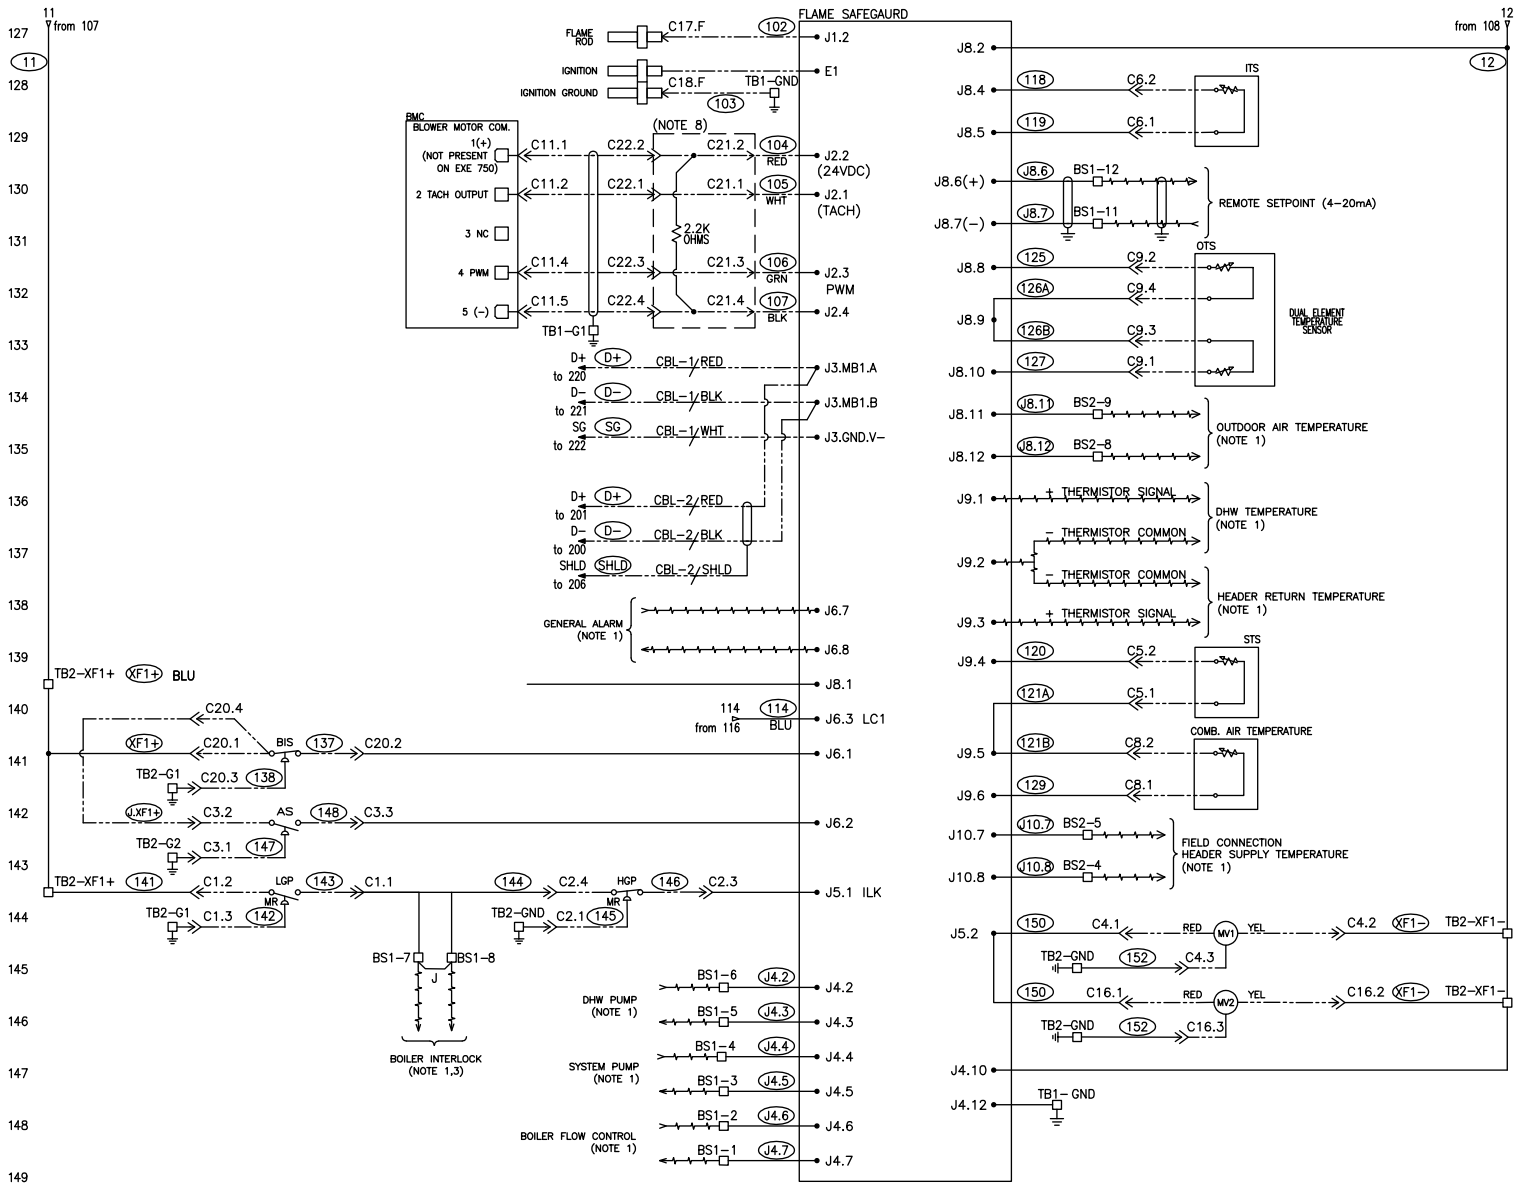 11
from 107
FLAME SAFEGAURD
12
from 108
127
11
FLAME
ROD
C17.F
102
J1.2
J8.2
12
IGNITION
E1
128
IGNITION GROUND
C18.F
103
TB1-GND
J8.4
118
C6.2
ITS
J8.5
119
C6.1
129
BMC
BLOWER MOTOR COM.
1(+)
(NOT PRESENT
ON EXE 750)
C11.1
C22.2
(NOTE 8)
C21.2
104
RED
J2.2
(24VDC)
130
2 TACH OUTPUT
C11.2
C22.1
C21.1
105
WHT
J2.1
(TACH)
J8.6(+)
J8.6
BS1-12
REMOTE SETPOINT (4-20mA)
J8.7(-)
J8.7
BS1-11
131
3 NC
2.2K
OHMS
4 PWM
C11.4
C22.3
C21.3
106
GRN
J2.3
PWM
J8.8
125
C9.2
OTS
132
5 (-)
C11.5
C22.4
C21.4
107
BLK
J2.4
126A
C9.4
J8.9
DUAL ELEMENT
TEMPERATURE
SENSOR
TB1-G1
126B
C9.3
133
D+
D+
to 220
CBL-1/RED
J3.MB1.A
J8.10
127
C9.1
134
D-
D-
to 221
CBL-1/BLK
J3.MB1.B
J8.11
J8.11
BS2-9
OUTDOOR AIR TEMPERATURE
(NOTE 1)
SG
SG
to 222
CBL-1/WHT
J3.GND.V-
J8.12
J8.12
BS2-8
135
136
D+
D+
to 201
CBL-2/RED
J9.1
+ THERMISTOR SIGNAL
DHW TEMPERATURE
(NOTE 1)
D-
D-
to 200
CBL-2/BLK
- THERMISTOR COMMON
137
SHLD
SHLD
to 206
CBL-2/SHLD
J9.2
- THERMISTOR COMMON
HEADER RETURN TEMPERATURE
(NOTE 1)
138
GENERAL ALARM
(NOTE 1)
J6.7
J9.3
+ THERMISTOR SIGNAL
139
J6.8
J9.4
120
C5.2
STS
TB2-XF1+
XF1+
BLU
J8.1
121A
C5.1
140
C20.4
114
from 116
114
BLU
J6.3 LC1
COMB. AIR TEMPERATURE
141
XF1+
C20.1
BIS
137
C20.2
J6.1
J9.5
121B
C8.2
TB2-G1
C20.3
138
J9.6
129
C8.1
142
J.XF1+
C3.2
AS
148
C3.3
J6.2
J10.7
J10.7
BS2-5
FIELD CONNECTION
HEADER SUPPLY TEMPERATURE
(NOTE 1)
TB2-G2
C3.1
147
143
TB2-XF1+
141
C1.2
LGP
MR
143
C1.1
144
C2.4
HGP
MR
146
C2.3
J5.1 ILK
J10.8
J10.8
BS2-4
144
TB2-G1
C1.3
142
TB2-GND
C2.1
145
J5.2
150
C4.1
RED
MV1
YEL
C4.2
XF1-
TB2-XF1-
145
BS1-7
BS1-8
J
TB2-GND
152
C4.3
DHW PUMP
(NOTE 1)
BS1-6
J4.2
J4.2
150
C16.1
RED
MV2
YEL
C16.2
XF1-
TB2-XF1-
146
BS1-5
J4.3
J4.3
TB2-GND
152
C16.3
BOILER INTERLOCK
(NOTE 1,3)
SYSTEM PUMP
(NOTE 1)
BS1-4
J4.4
J4.4
147
BS1-3
J4.5
J4.5
J4.10
J4.12
TB1- GND
148
BOILER FLOW CONTROL
(NOTE 1)
BS1-2
J4.6
J4.6
BS1-1
J4.7
J4.7
149